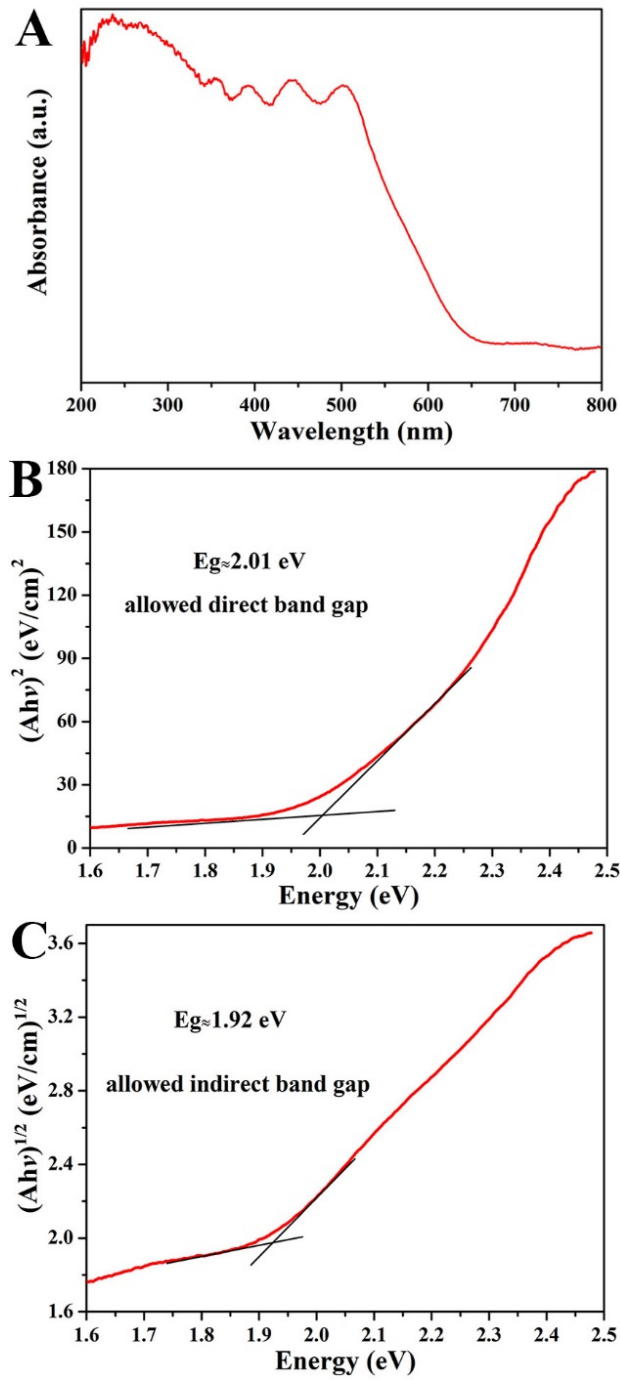 A
Absorbance (a.u.)
200 300 400 500 600 700 800
Wavelength (nm)
B
180
150
120
90
60
30
0
(Ahν)² (eV/cm)²
Eg≈2.01 eV
allowed direct band gap
1.6 1.7 1.8 1.9 2.0 2.1 2.2 2.3 2.4 2.5
Energy (eV)
C
3.6
3.2
2.8
2.4
2.0
1.6
(Ahν)^1/2 (eV/cm)^1/2
Eg≈1.92 eV
allowed indirect band gap
1.6 1.7 1.8 1.9 2.0 2.1 2.2 2.3 2.4 2.5
Energy (eV)